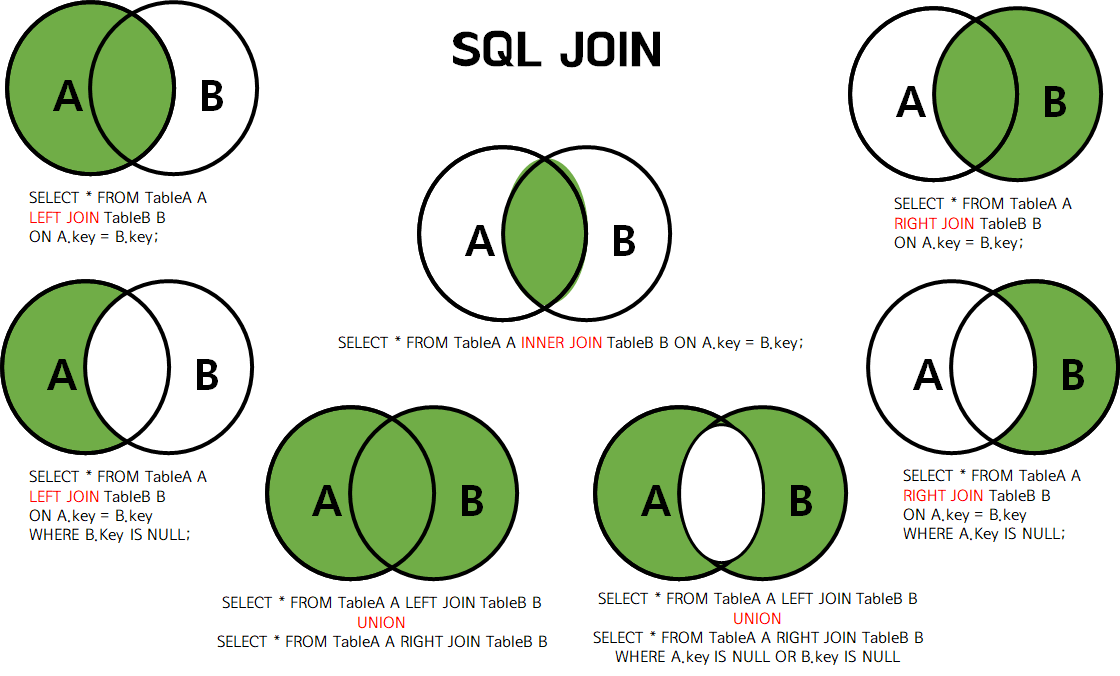 SQL JOIN
A
B
SELECT * FROM TableA A
LEFT JOIN TableB B
ON A.key = B.key;
A
B
SELECT * FROM TableA A
RIGHT JOIN TableB B
ON A.key = B.key;
A
B
SELECT * FROM TableA A INNER JOIN TableB B ON A.key = B.key;
A
B
SELECT * FROM TableA A
LEFT JOIN TableB B
ON A.key = B.key
WHERE B.Key IS NULL;
A
B
SELECT * FROM TableA A
RIGHT JOIN TableB B
ON A.key = B.key
WHERE A.Key IS NULL;
A
B
SELECT * FROM TableA A LEFT JOIN TableB B
UNION
SELECT * FROM TableA A RIGHT JOIN TableB B
A
B
SELECT * FROM TableA A LEFT JOIN TableB B
UNION
SELECT * FROM TableA A RIGHT JOIN TableB B
WHERE A.key IS NULL OR B.key IS NULL